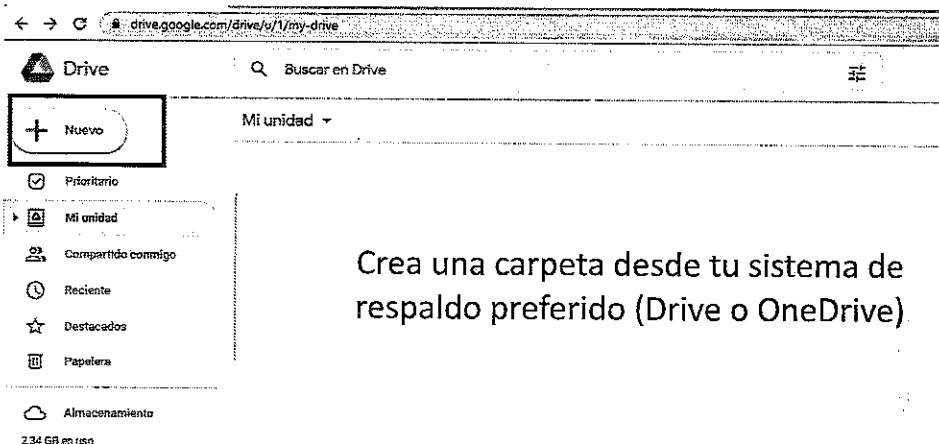 drive.google.com/drive/u/1/my-drive
Drive
Buscar en Drive
Nuevo
Mi unidad
Prioritario
Mi unidad
Compartido conmigo
Reciente
Destacados
Papelera
Crea una carpeta desde tu sistema de
respaldo preferido (Drive o OneDrive)
Almacenamiento
2.34 GB en uso